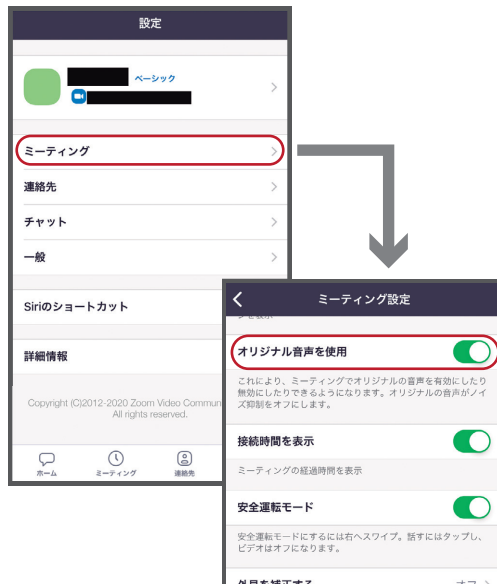 設定
ベーシック
ミーティング
連絡先
チャット
一般
Siriのショートカット
詳細情報
Copyright (C)2012-2020 Zoom Video Commun
All rights reserved.
ホーム
ミーティング
連絡先
ミーティング設定
オリジナル音声を使用
これにより、ミーティングでオリジナルの音声を有効にしたり
無効にしたりできるようになります。オリジナルの音声がノイ
ズ抑制をオフにします。
接続時間を表示
ミーティングの経過時間を表示
安全運転モード
安全運転モードにするには右へスワイプ。話すにはタップし、
ビデオはオフになります。
外見を補正する
オフ